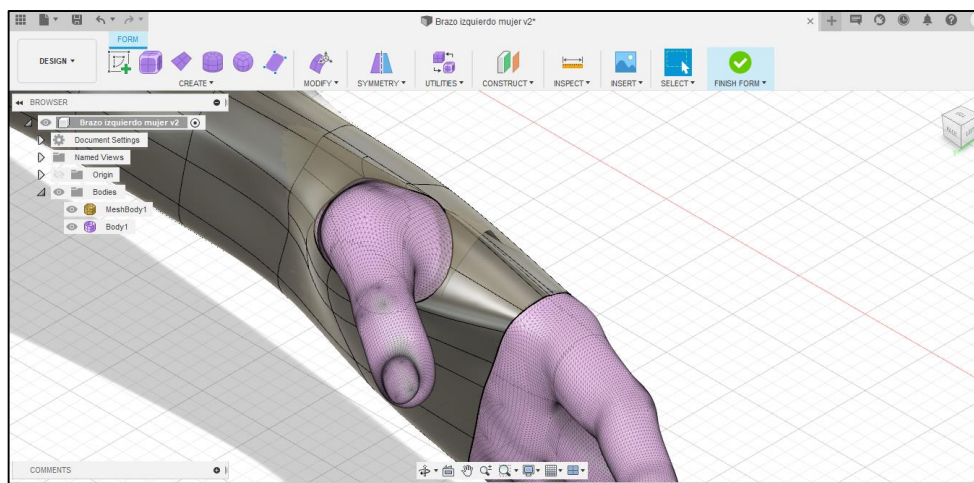 Brazo izquierdo mujer v2*
FORM
DESIGN
CREATE
MODIFY
SYMMETRY
UTILITIES
CONSTRUCT
INSPECT
INSERT
SELECT
FINISH FORM
BROWSER
Brazo izquierdo mujer v2
Document Settings
Named Views
Origin
Bodies
MeshBody1
Body1
COMMENTS